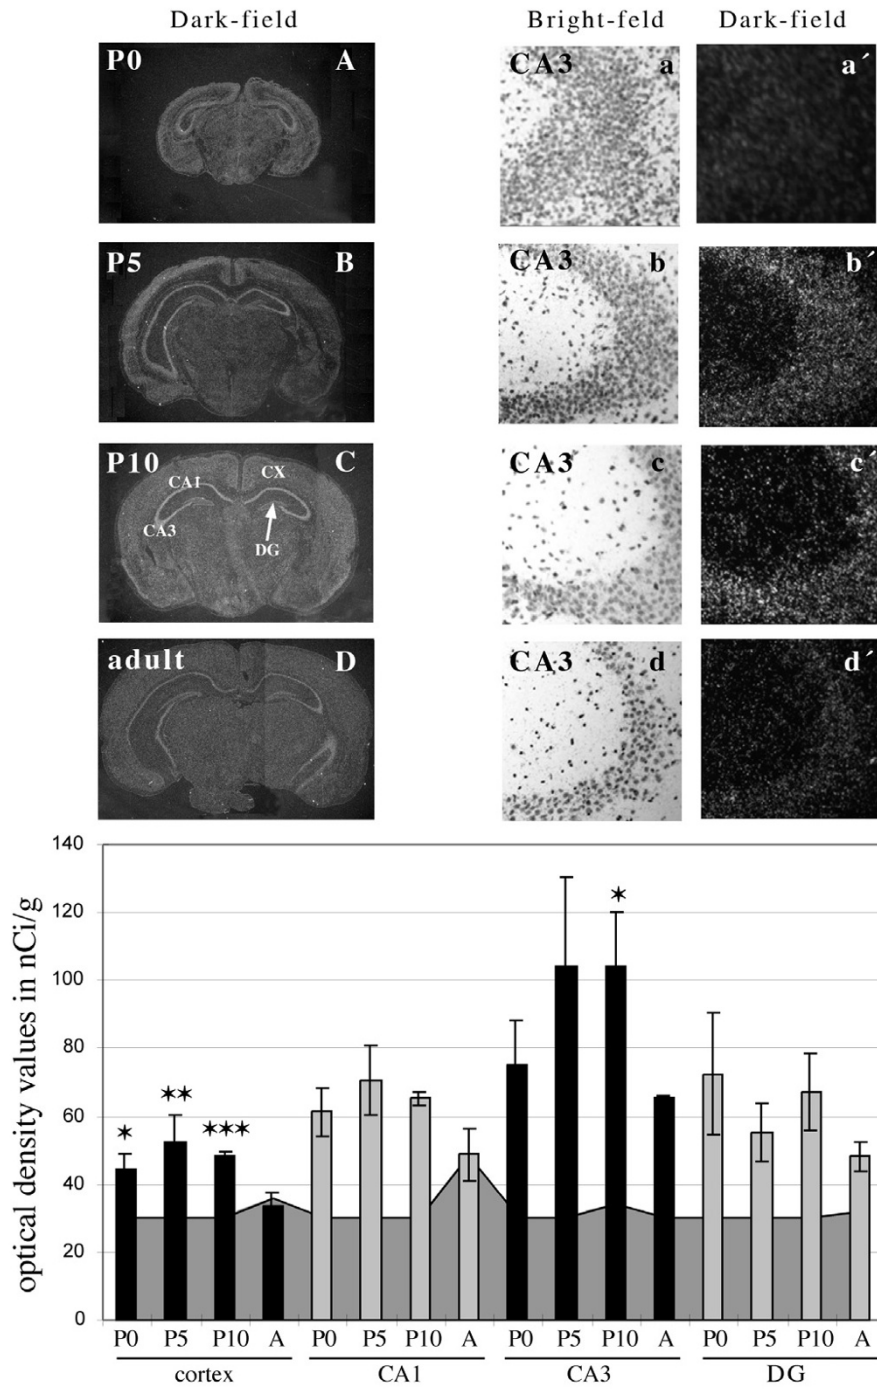 Dark-field Bright-feld Dark-field
P0 A CA3 a a´
P5 B CA3 b b´
P10 C CA3 c c´
CX
CA1
CA3
DG
adult D CA3 d d´
optical density values in nCi/g
140
120
100
80
60
40
20
0
✶ ✶✶ ✶✶✶ ✶
P0 P5 P10 A P0 P5 P10 A P0 P5 P10 A P0 P5 P10 A
cortex CA1 CA3 DG